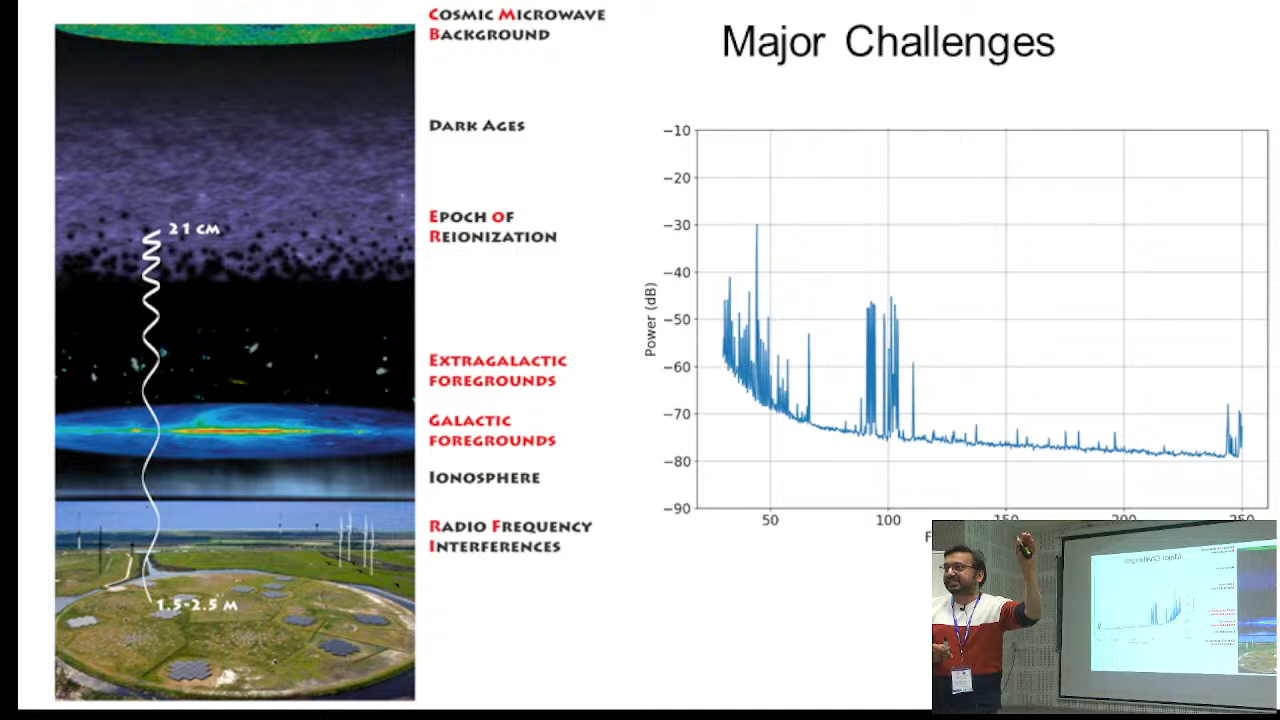 COSMIC MICROWAVE
BACKGROUND
Major Challenges
DARK AGES
21 CM
EPOCH OF
REIONIZATION
EXTRAGALACTIC
FOREGROUNDS
GALACTIC
FOREGROUNDS
IONOSPHERE
RADIO FREQUENCY
INTERFERENCES
1.5-2.5 M
Power (dB)
−10
−20
−30
−40
−50
−60
−70
−80
−90
50 100 150 200 250
Major Challenges